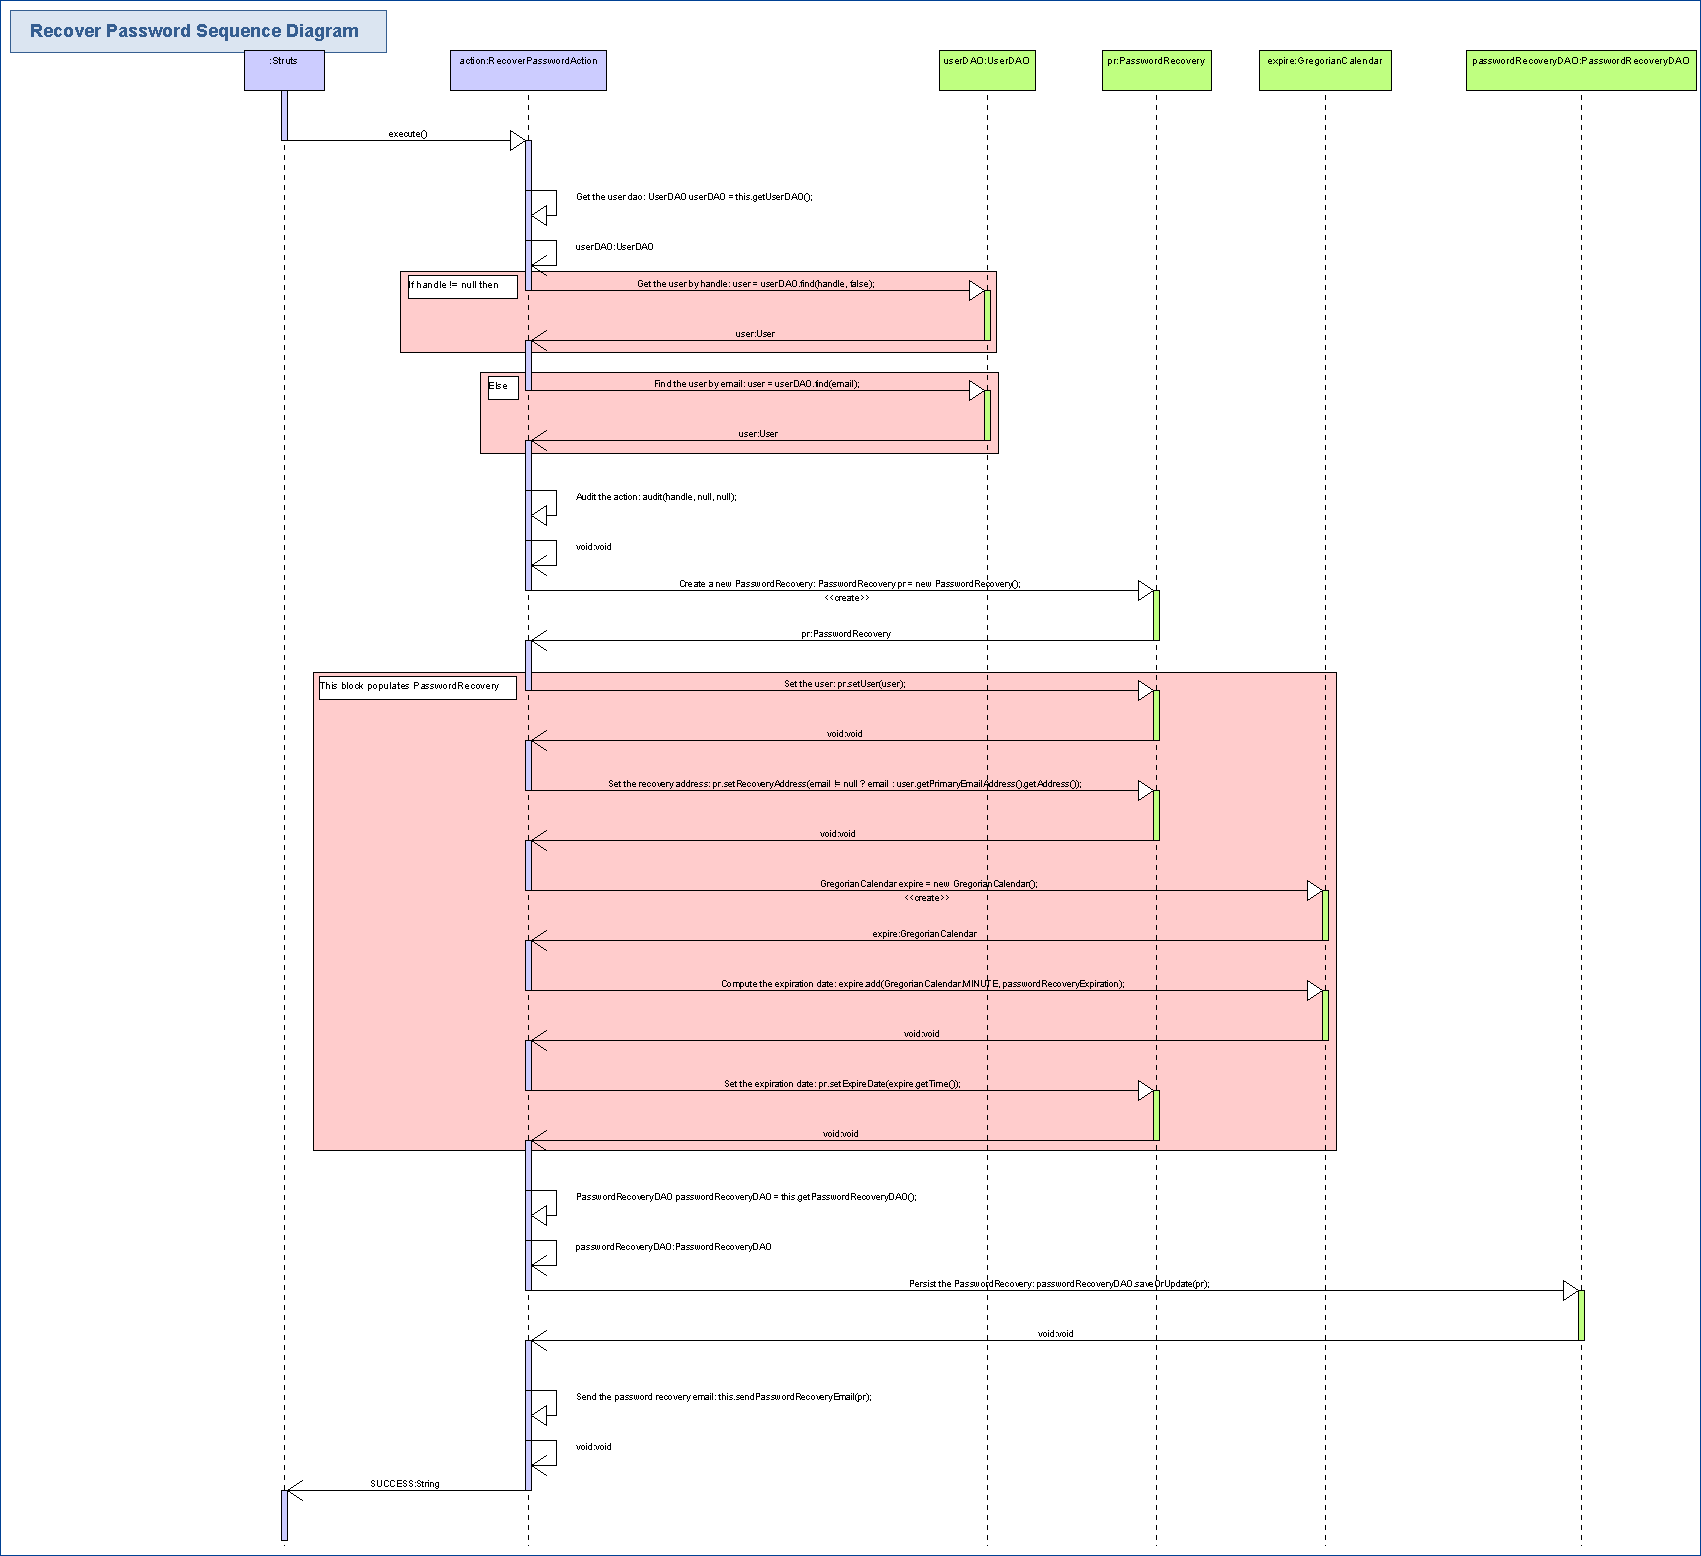 Recover Password Sequence Diagram
:Struts
action:RecoverPasswordAction
userDAO:UserDAO
pr:PasswordRecovery
expire:GregorianCalendar
passwordRecoveryDAO:PasswordRecoveryDAO
execute()
Get the user dao: UserDAO userDAO = this.getUserDAO();
userDAO:UserDAO
If handle != null then
Get the user by handle: user = userDAO.find(handle, false);
user:User
Else
Find the user by email: user = userDAO.find(email);
user:User
Audit the action: audit(handle, null, null);
void:void
Create a new PasswordRecovery: PasswordRecovery pr = new PasswordRecovery();
<<create>>
pr:PasswordRecovery
This block populates PasswordRecovery
Set the user: pr.setUser(user);
void:void
Set the recovery address: pr.setRecoveryAddress(email != null ? email : user.getPrimaryEmailAddress().getAddress());
void:void
GregorianCalendar expire = new GregorianCalendar();
<<create>>
expire:GregorianCalendar
Compute the expiration date: expire.add(GregorianCalendar.MINUTE, passwordRecoveryExpiration);
void:void
Set the expiration date: pr.setExpireDate(expire.getTime());
void:void
PasswordRecoveryDAO passwordRecoveryDAO = this.getPasswordRecoveryDAO();
passwordRecoveryDAO:PasswordRecoveryDAO
Persist the PasswordRecovery: passwordRecoveryDAO.saveOrUpdate(pr);
void:void
Send the password recovery email: this.sendPasswordRecoveryEmail(pr);
void:void
SUCCESS:String